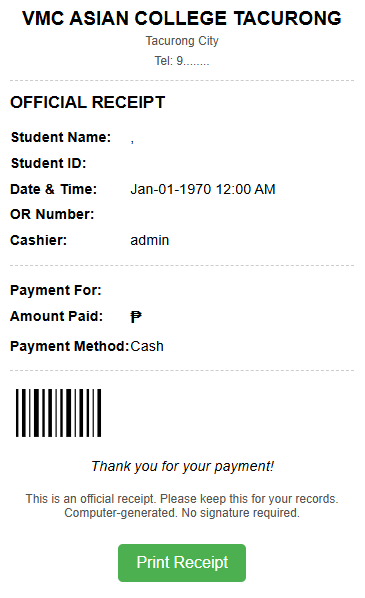 VMC ASIAN COLLEGE TACURONG
Tacurong City
Tel: 9........
OFFICIAL RECEIPT
Student Name: ,
Student ID:
Date & Time: Jan-01-1970 12:00 AM
OR Number:
Cashier: admin
Payment For:
Amount Paid: ₱
Payment Method:Cash
Thank you for your payment!
This is an official receipt. Please keep this for your records.
Computer-generated. No signature required.
Print Receipt